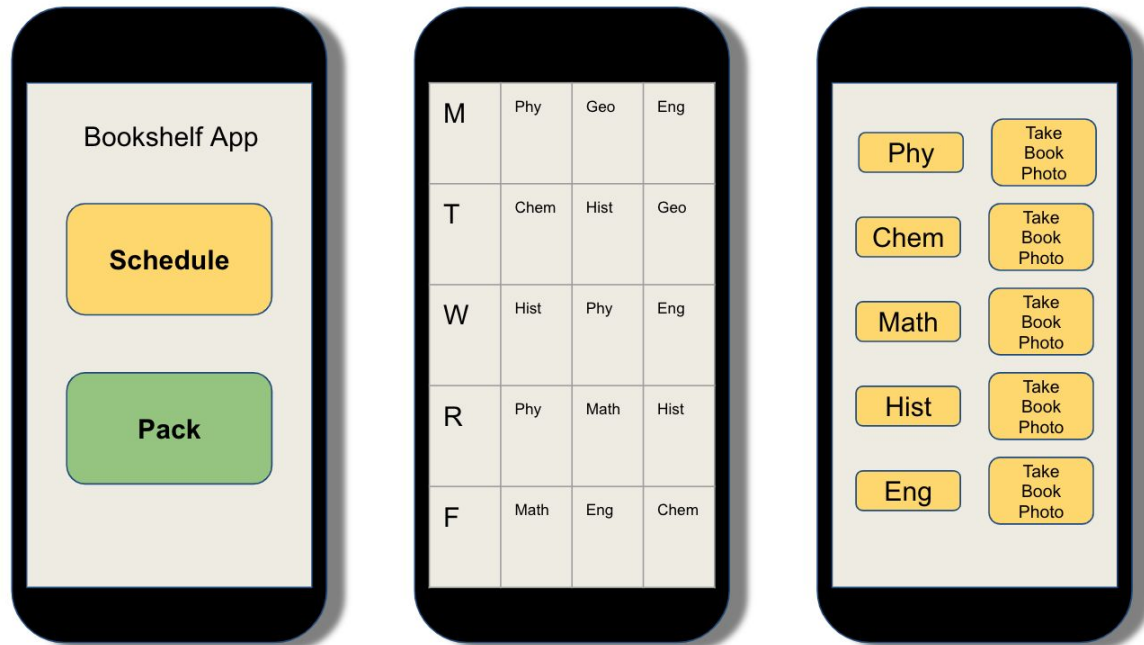 Bookshelf App
Schedule
Pack
M Phy Geo Eng
T Chem Hist Geo
W Hist Phy Eng
R Phy Math Hist
F Math Eng Chem
Phy
Take
Book
Photo
Chem
Take
Book
Photo
Math
Take
Book
Photo
Hist
Take
Book
Photo
Eng
Take
Book
Photo